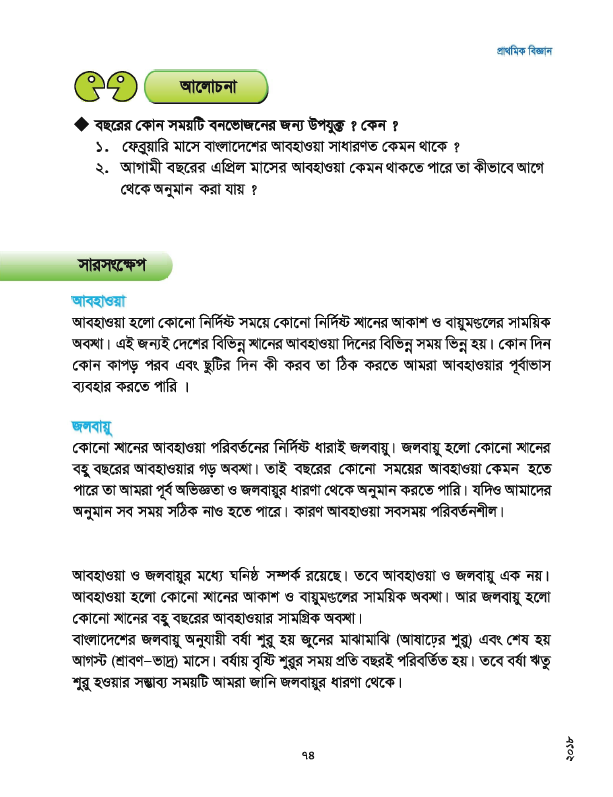 প্রাথমিক বিজ্ঞান
আলোচনা
◆ বছরের কোন সময়টি বনভোজনের জন্য উপযুক্ত ? কেন ?
১. ফেব্রুয়ারি মাসে বাংলাদেশের আবহাওয়া সাধারণত কেমন থাকে ?
২. আগামী বছরের এপ্রিল মাসের আবহাওয়া কেমন থাকতে পারে তা কীভাবে আগে
থেকে অনুমান করা যায় ?
সারসংক্ষেপ
আবহাওয়া
আবহাওয়া হলো কোনো নির্দিষ্ট সময়ে কোনো নির্দিষ্ট স্থানের আকাশ ও বায়ুমণ্ডলের সাময়িক
অবস্থা। এই জন্যই দেশের বিভিন্ন স্থানের আবহাওয়া দিনের বিভিন্ন সময় ভিন্ন হয়। কোন দিন
কোন কাপড় পরব এবং ছুটির দিন কী করব তা ঠিক করতে আমরা আবহাওয়ার পূর্বাভাস
ব্যবহার করতে পারি ।
জলবায়ু
কোনো স্থানের আবহাওয়া পরিবর্তনের নির্দিষ্ট ধারাই জলবায়ু। জলবায়ু হলো কোনো স্থানের
বহু বছরের আবহাওয়ার গড় অবস্থা। তাই বছরের কোনো সময়ের আবহাওয়া কেমন হতে
পারে তা আমরা পূর্ব অভিজ্ঞতা ও জলবায়ুর ধারণা থেকে অনুমান করতে পারি। যদিও আমাদের
অনুমান সব সময় সঠিক নাও হতে পারে। কারণ আবহাওয়া সবসময় পরিবর্তনশীল।
আবহাওয়া ও জলবায়ুর মধ্যে ঘনিষ্ঠ সম্পর্ক রয়েছে। তবে আবহাওয়া ও জলবায়ু এক নয়।
আবহাওয়া হলো কোনো স্থানের আকাশ ও বায়ুমণ্ডলের সাময়িক অবস্থা। আর জলবায়ু হলো
কোনো স্থানের বহু বছরের আবহাওয়ার সামগ্রিক অবস্থা।
বাংলাদেশের জলবায়ু অনুযায়ী বর্ষা শুরু হয় জুনের মাঝামাঝি (আষাঢ়ের শুরু) এবং শেষ হয়
আগস্ট (শ্রাবণ–ভাদ্র) মাসে। বর্ষায় বৃষ্টি শুরুর সময় প্রতি বছরই পরিবর্তিত হয়। তবে বর্ষা ঋতু
শুরু হওয়ার সম্ভাব্য সময়টি আমরা জানি জলবায়ুর ধারণা থেকে।
৭৪
২০১৮